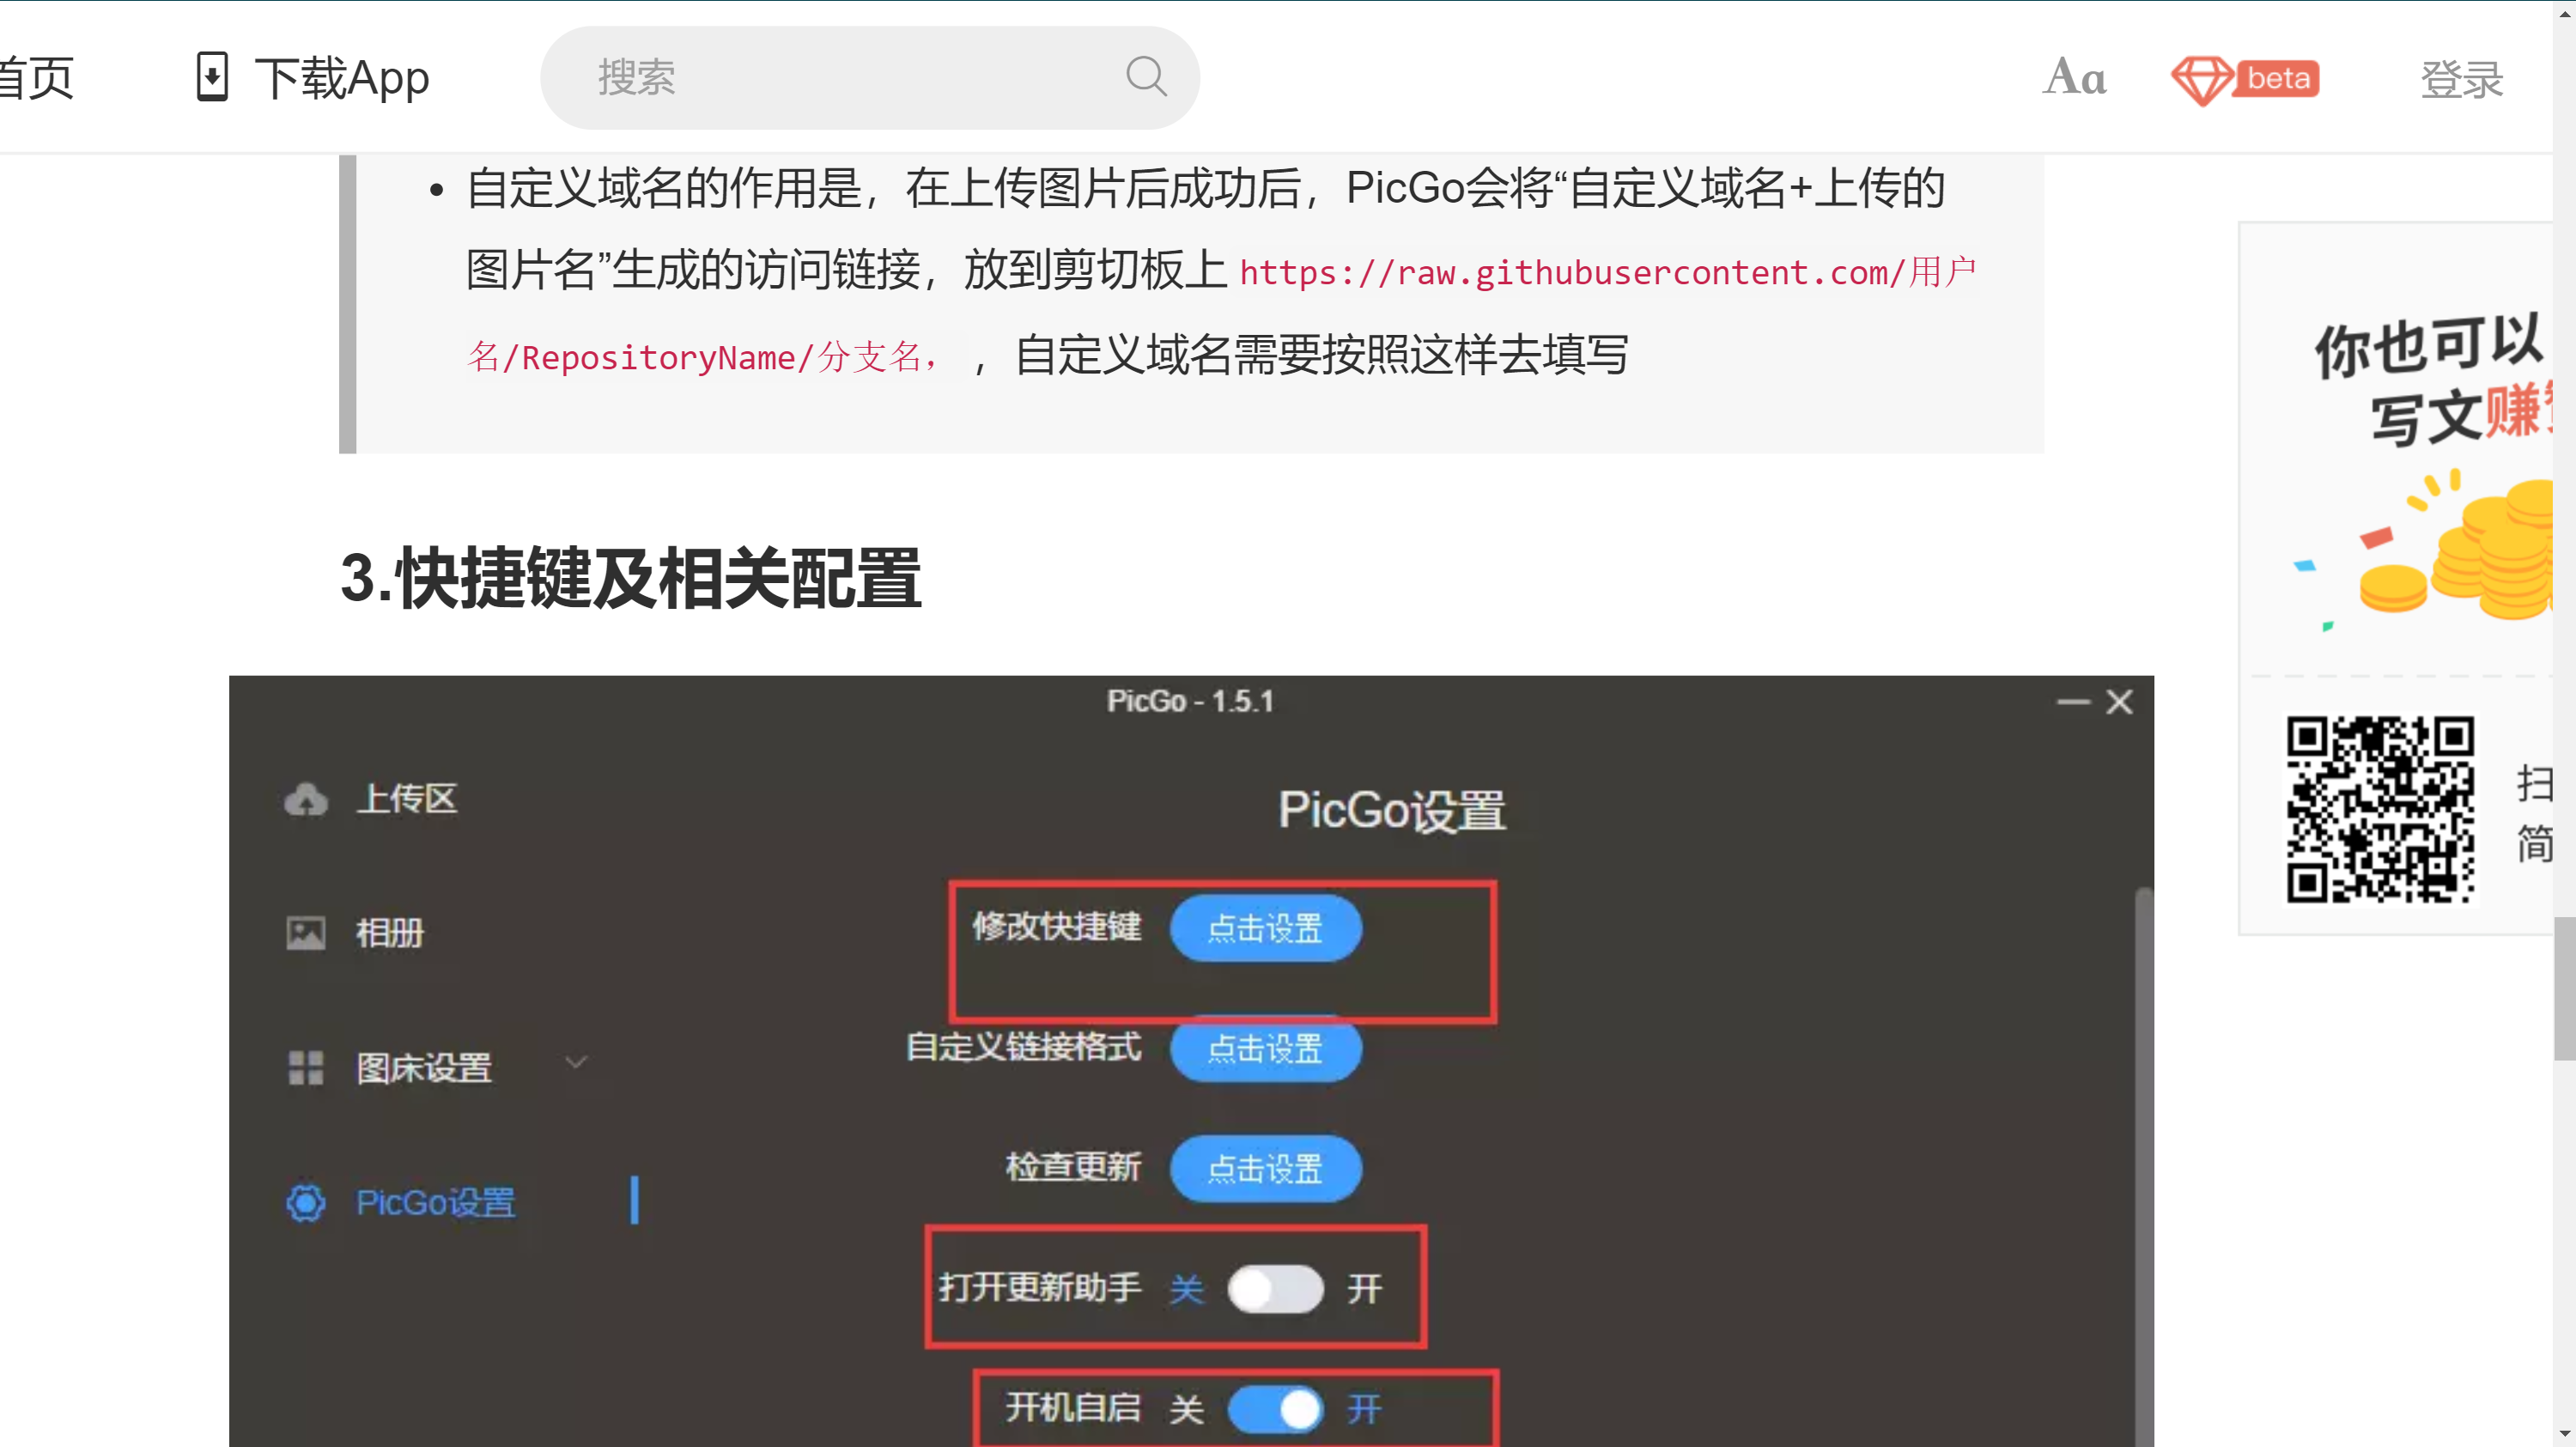 首页
下载App
搜索
Aa
beta
登录
• 自定义域名的作用是，在上传图片后成功后，PicGo会将“自定义域名+上传的
图片名”生成的访问链接，放到剪切板上 https://raw.githubusercontent.com/用户
名/RepositoryName/分支名， ，自定义域名需要按照这样去填写
你也可以
写文赚
扫
简
3.快捷键及相关配置
PicGo - 1.5.1
上传区
相册
图床设置
PicGo设置
PicGo设置
修改快捷键 点击设置
自定义链接格式 点击设置
检查更新 点击设置
打开更新助手 关 开
开机自启 关 开